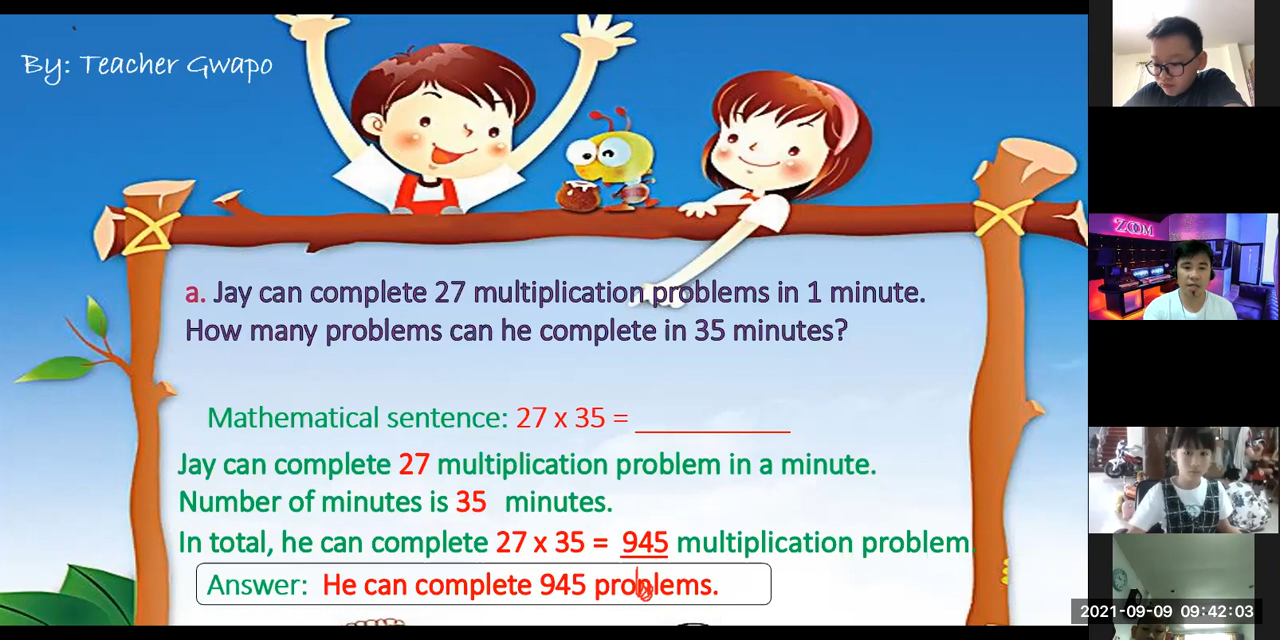 By: Teacher Gwapo
ZOOM
a. Jay can complete 27 multiplication problems in 1 minute.
How many problems can he complete in 35 minutes?
Mathematical sentence: 27 x 35 = __________
Jay can complete 27 multiplication problem in a minute.
Number of minutes is 35 minutes.
In total, he can complete 27 x 35 = 945 multiplication problem.
Answer: He can complete 945 problems.
2021-09-09 09:42:03